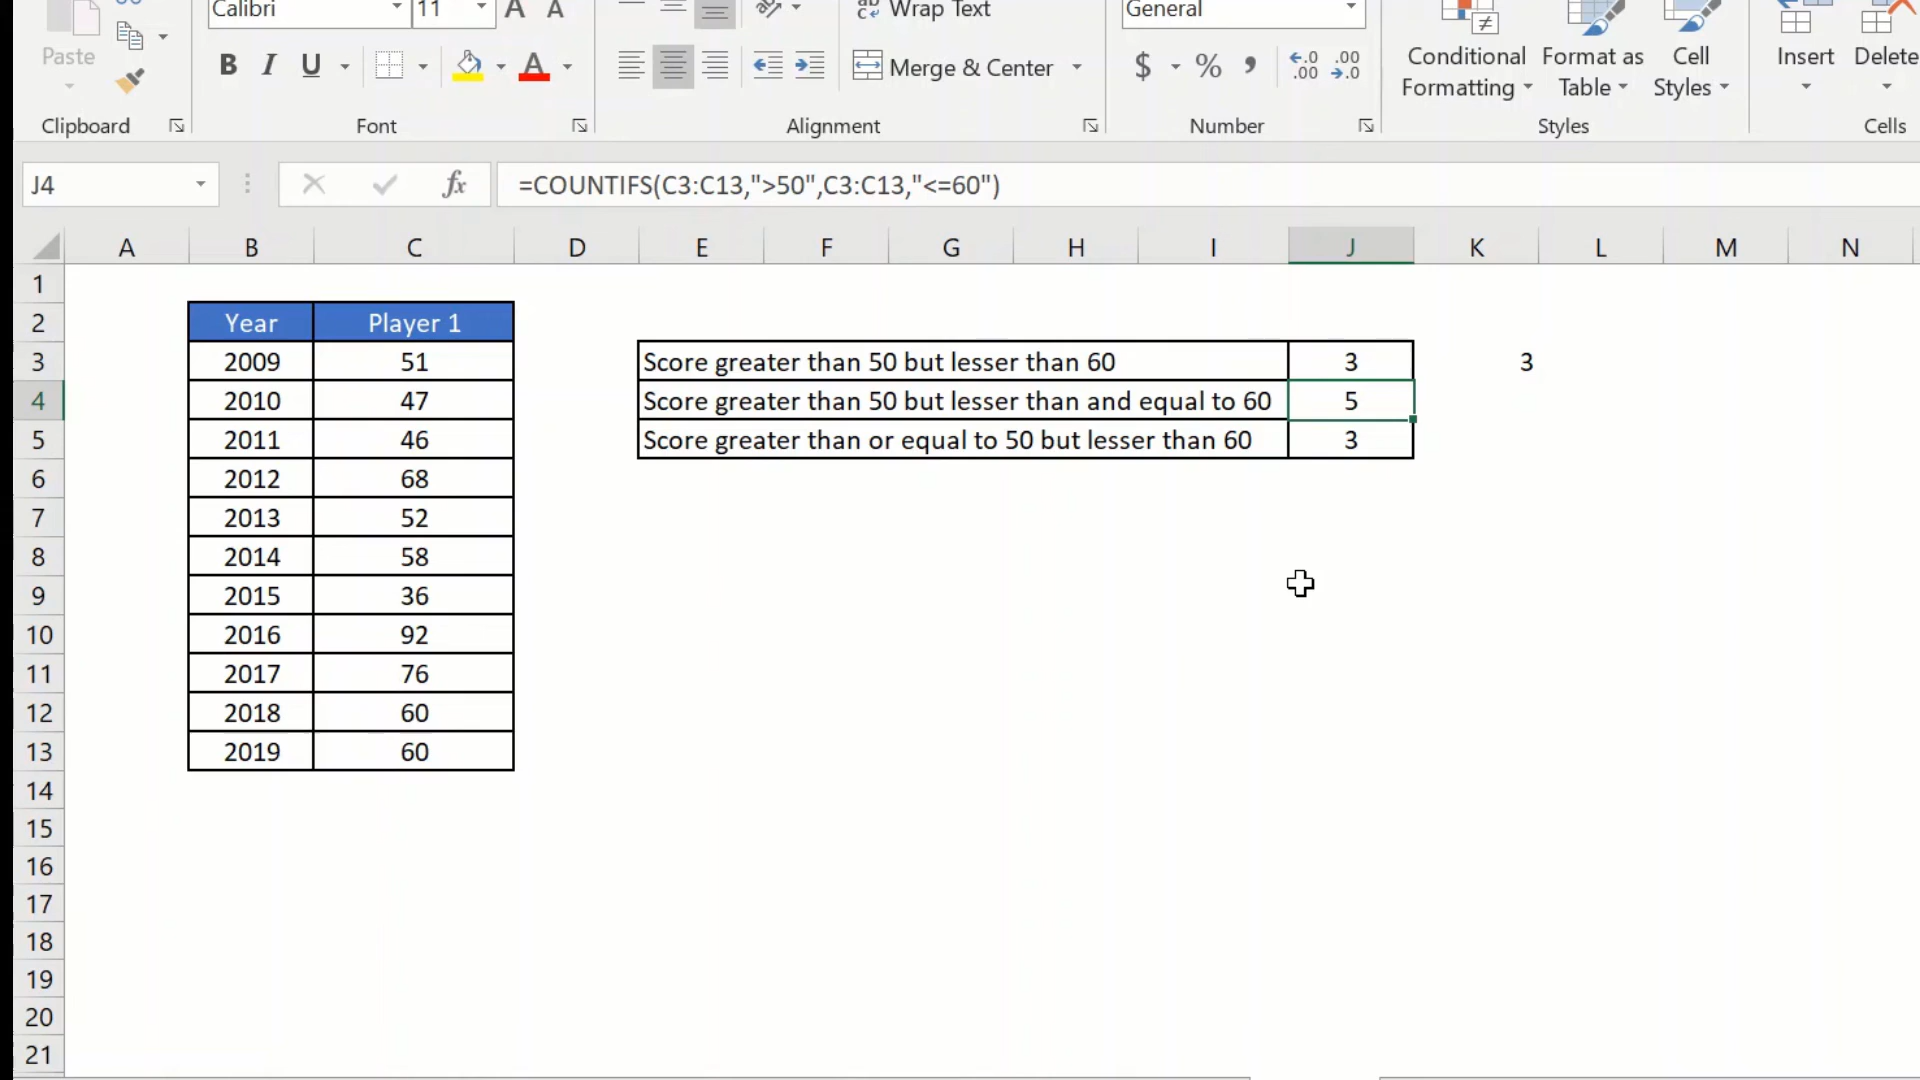 Calibri 11 A A Wrap Text General
Paste B I U A Merge & Center $ % , Conditional Formatting Format as Table Cell Styles Insert Delete
Clipboard Font Alignment Number Styles Cells
J4 fx =COUNTIFS(C3:C13,">50",C3:C13,"<=60")
A B C D E F G H I J K L M N
1
2 Year Player 1
3 2009 51 Score greater than 50 but lesser than 60 3 3
4 2010 47 Score greater than 50 but lesser than and equal to 60 5
5 2011 46 Score greater than or equal to 50 but lesser than 60 3
6 2012 68
7 2013 52
8 2014 58
9 2015 36
10 2016 92
11 2017 76
12 2018 60
13 2019 60
14
15
16
17
18
19
20
21